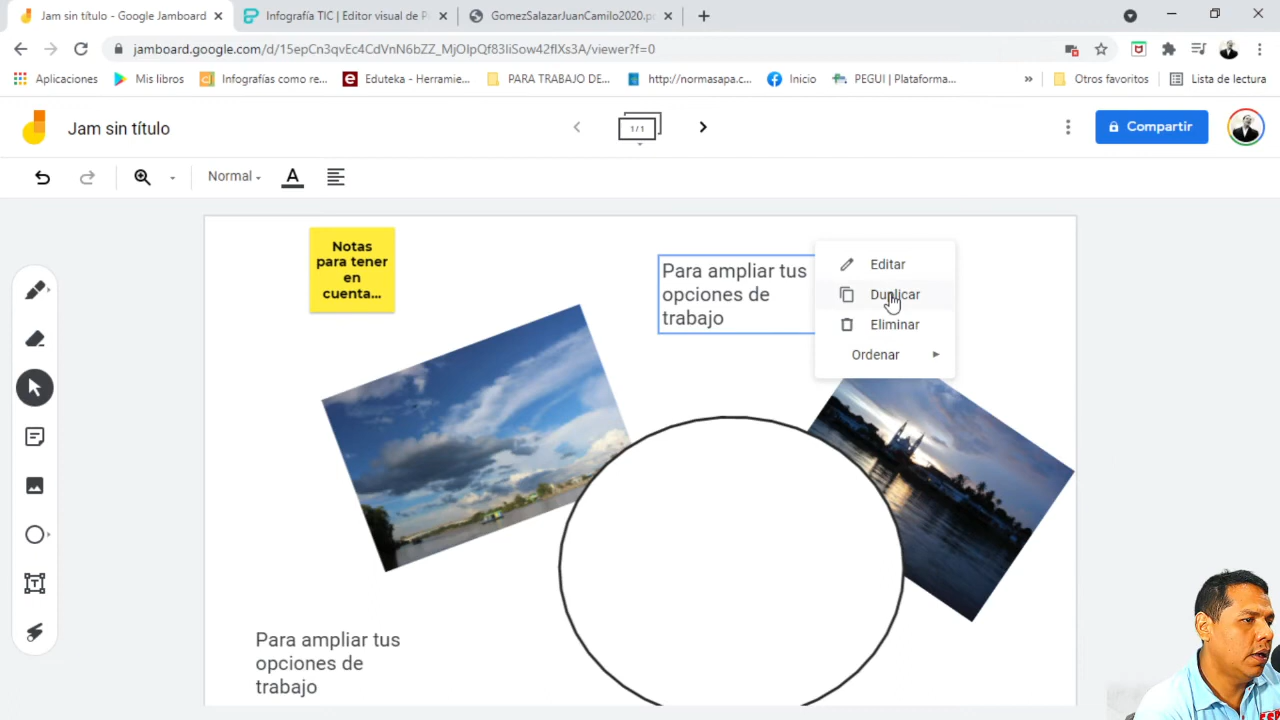 Jam sin título - Google Jamboard
Infografía TIC | Editor visual de P
GomezSalazarJuanCamilo2020.p
jamboard.google.com/d/15epCn3qvEc4CdVnN6bZZ_MjOIpQf83IiSow42fIXs3A/viewer?f=0
Aplicaciones
Mis libros
Infografías como re...
Eduteka - Herramie...
PARA TRABAJO DE...
http://normasapa.c...
Inicio
PEGUI | Plataforma...
»
Otros favoritos
Lista de lectura
Jam sin título
1/1
Compartir
Normal
A
Notas
para tener
en
cuenta...
Para ampliar tus
opciones de
trabajo
Editar
Duplicar
Eliminar
Ordenar
Para ampliar tus
opciones de
trabajo